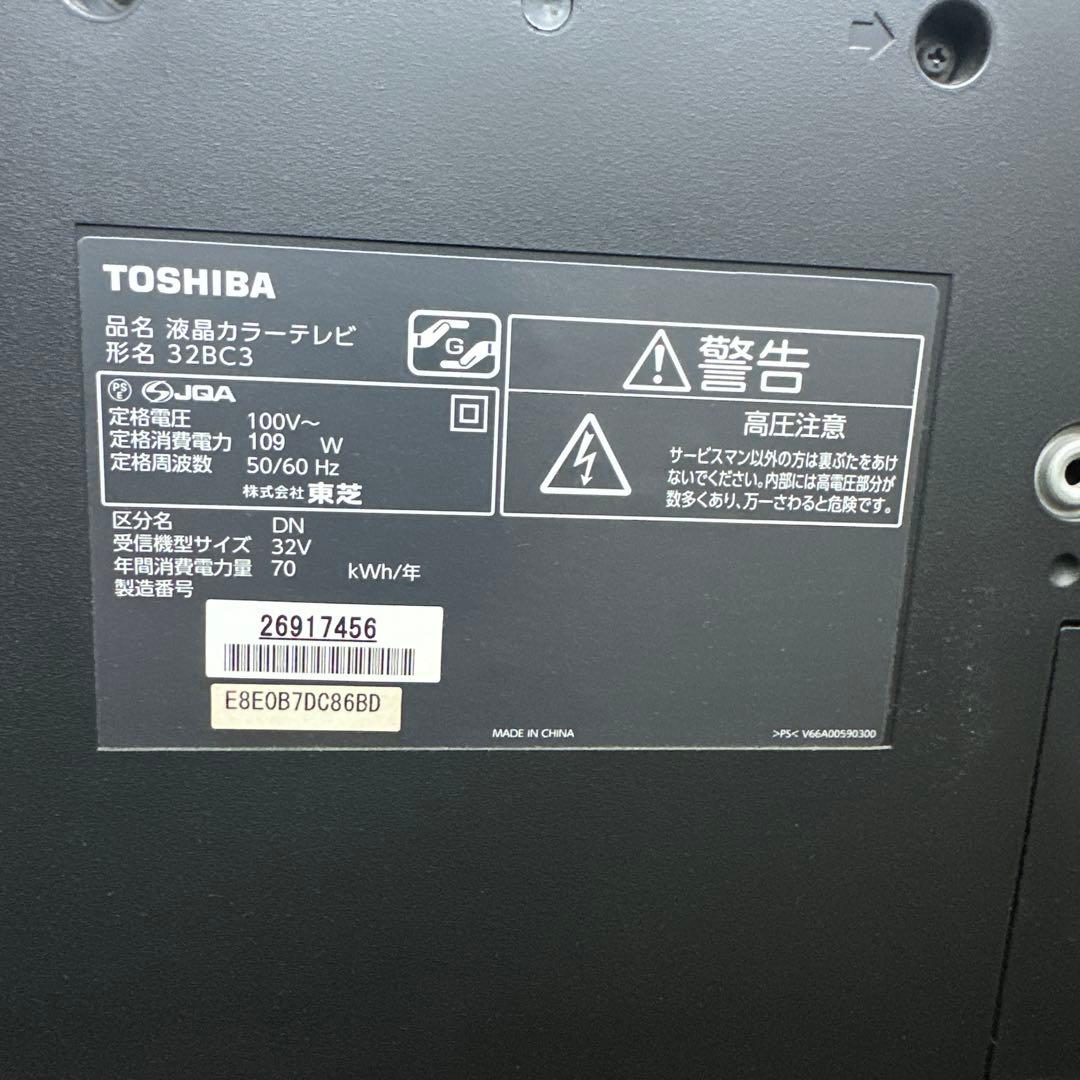 TOSHIBA
品名 液晶カラーテレビ
形名 32BC3
G
PS E JQA
定格電圧 100V～
定格消費電力 109 W
定格周波数 50/60 Hz
株式会社 東芝
区分名 DN
受信機型サイズ 32V
年間消費電力量 70 kWh/年
製造番号
26917456
E8E0B7DC86BD
警告
高圧注意
サービスマン以外の方は裏ぶたをあけ
ないでください。内部には高電圧部分が
数多くあり、万一さわると危険です。
MADE IN CHINA
>PS< V66A00590300